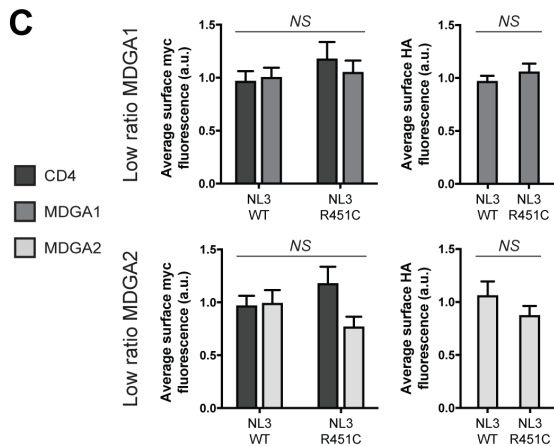 C
CD4
MDGA1
MDGA2
Low ratio MDGA1
Average surface myc
fluorescence (a.u.)
1.5
1.0
0.5
0.0
NS
NL3
WT
NL3
R451C
Average surface HA
fluorescence (a.u.)
1.5
1.0
0.5
0.0
NS
NL3
WT
NL3
R451C
Low ratio MDGA2
Average surface myc
fluorescence (a.u.)
1.5
1.0
0.5
0.0
NS
NL3
WT
NL3
R451C
Average surface HA
fluorescence (a.u.)
1.5
1.0
0.5
0.0
NS
NL3
WT
NL3
R451C